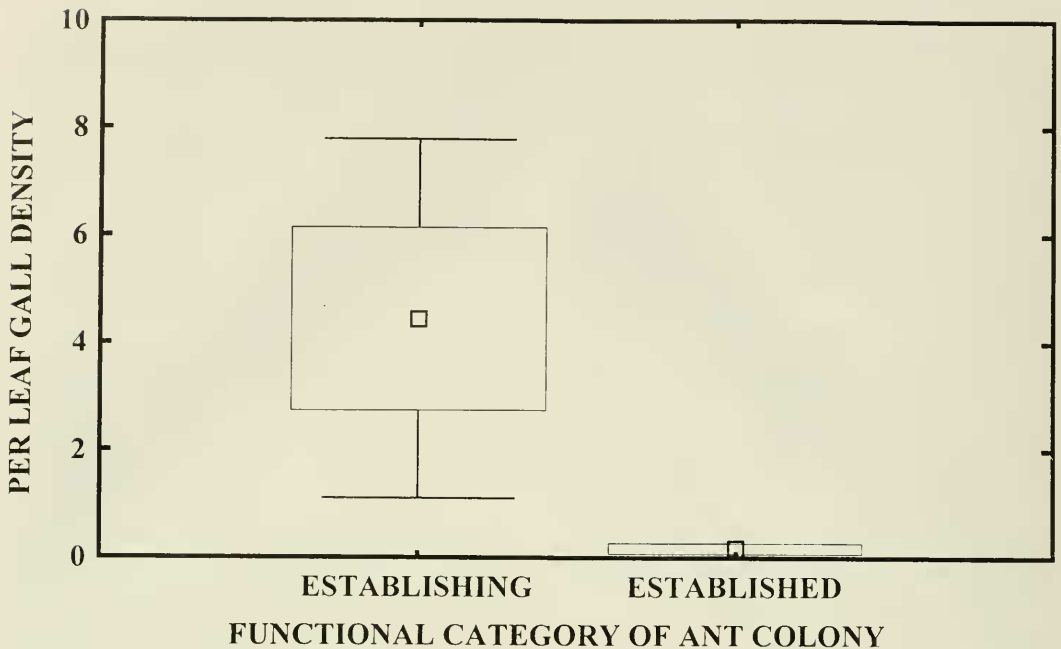 10
8
6
4
2
0
PER LEAF GALL DENSITY
ESTABLISHING ESTABLISHED
FUNCTIONAL CATEGORY OF ANT COLONY